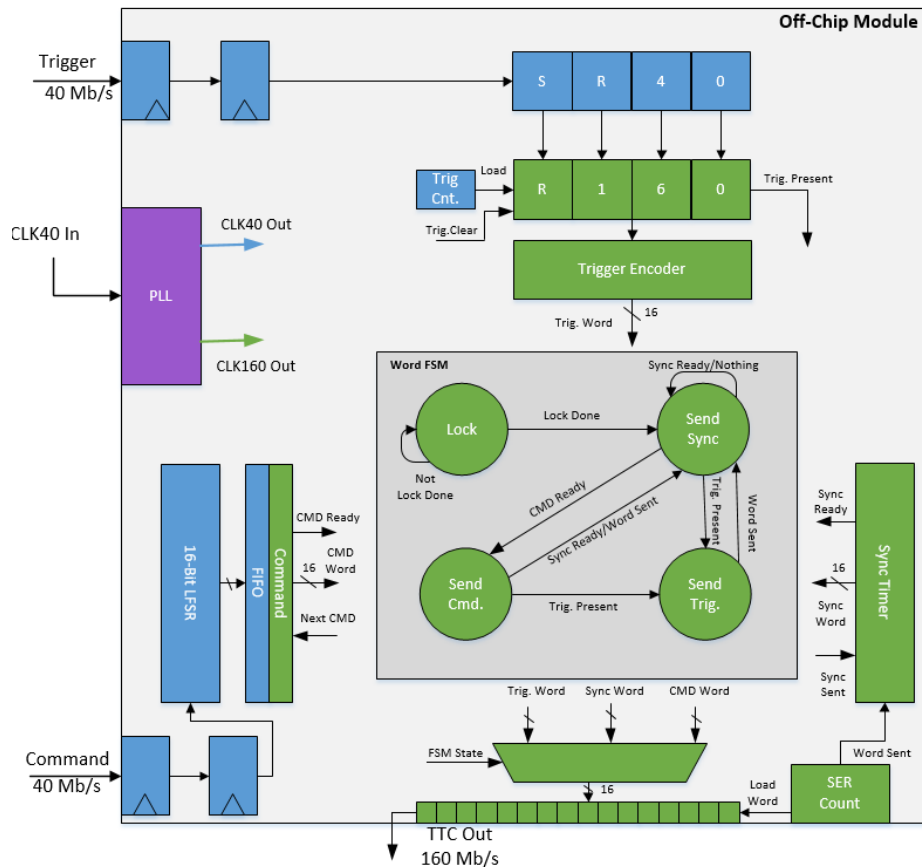 Off-Chip Module
Trigger
40 Mb/s
S R 4 0
Trig
Cnt.
Load
R 1 6 0
Trig. Present
Trig.Clear
Trigger Encoder
Trig. Word
16
CLK40 In
PLL
CLK40 Out
CLK160 Out
Word FSM
Sync Ready/Nothing
Lock
Lock Done
Send
Sync
Not
Lock Done
CMD Ready
Sync Ready/Word Sent
Trig.
Present
Word Sent
Send
Cmd.
Trig. Present
Send
Trig.
16-Bit LFSR
FIFO
Command
CMD Ready
CMD
Word
16
Next CMD
Sync
Ready
16
Sync
Word
Sync
Sent
Sync Timer
Trig. Word
Sync Word
CMD Word
FSM State
16
Word Sent
Load
Word
SER
Count
Command
40 Mb/s
TTC Out
160 Mb/s